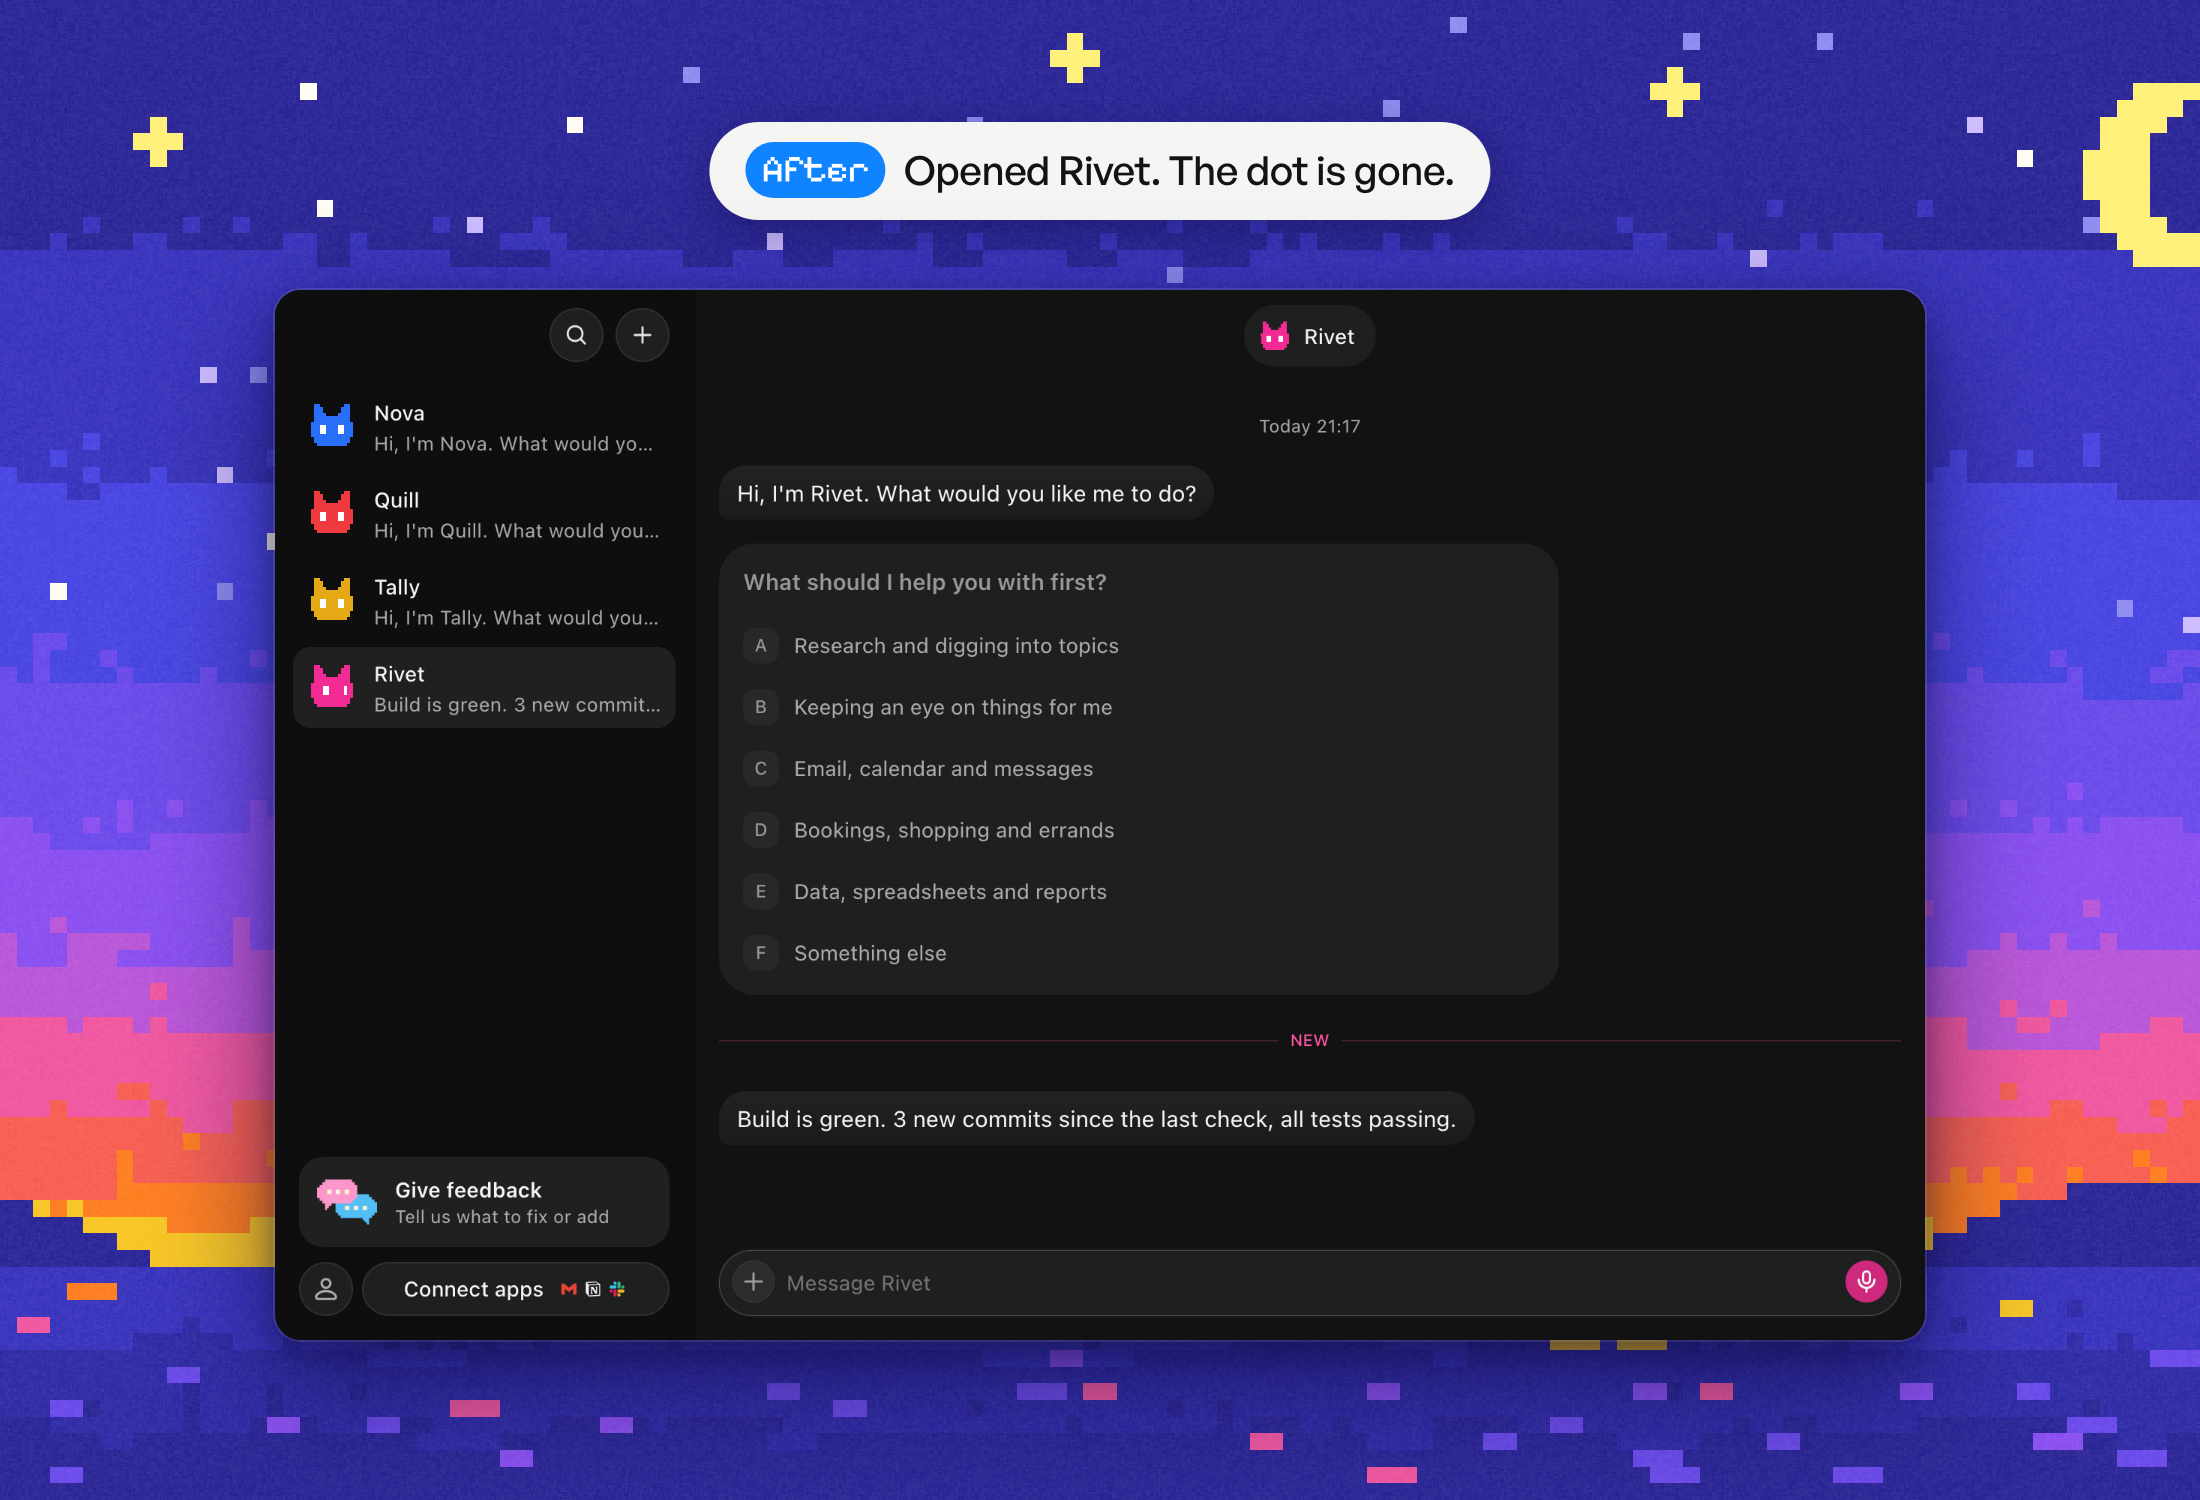 After Opened Rivet. The dot is gone.
Nova
Hi, I'm Nova. What would yo...
Quill
Hi, I'm Quill. What would you...
Tally
Hi, I'm Tally. What would you...
Rivet
Build is green. 3 new commit...
Give feedback
Tell us what to fix or add
Connect apps
Rivet
Today 21:17
Hi, I'm Rivet. What would you like me to do?
What should I help you with first?
A Research and digging into topics
B Keeping an eye on things for me
C Email, calendar and messages
D Bookings, shopping and errands
E Data, spreadsheets and reports
F Something else
NEW
Build is green. 3 new commits since the last check, all tests passing.
Message Rivet